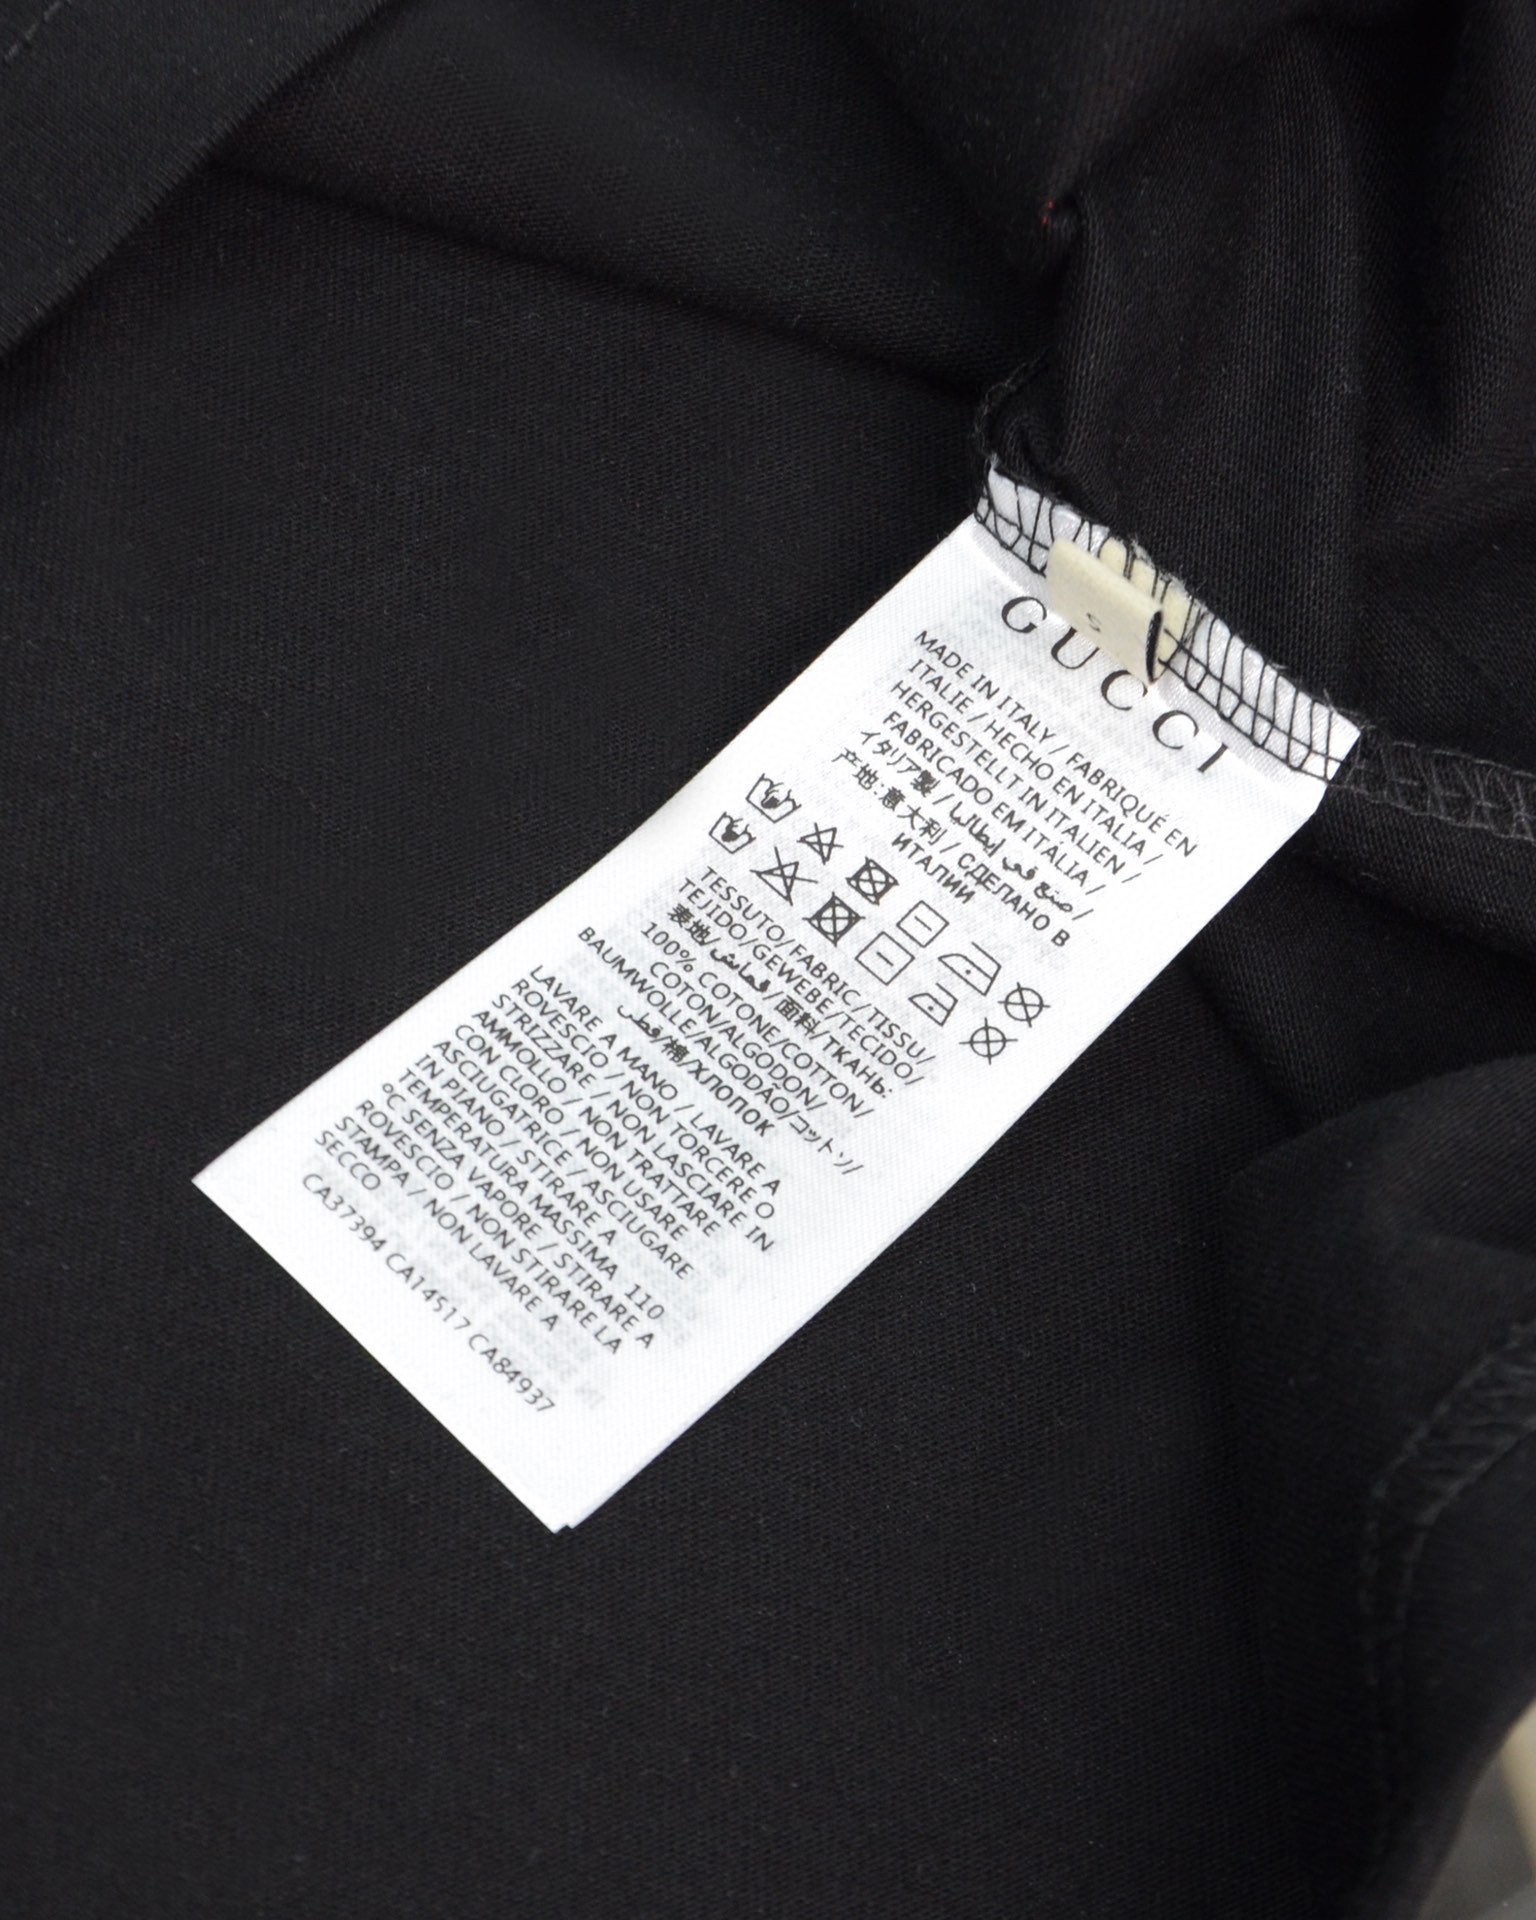 GUCCI
MADE IN ITALY / FABRIQUÉ EN
ITALIE / HECHO EN ITALIA /
HERGESTELLT IN ITALIEN /
FABRICADO EM ITÁLIA /
イタリア製 / صنع في إيطاليا /
产地:意大利 / СДЕЛАНО В
ИТАЛИИ
TESSUTO/FABRIC/TISSU/
TEJIDO/GEWEBE/TECIDO/
表地/قماش/面料/ТКАНЬ:
100% COTONE/COTTON/
COTON/ALGODON/
BAUMWOLLE/ALGODÃO/コットン/
قطن/棉/ХЛОПОК
LAVARE A MANO / LAVARE A
ROVESCIO / NON TORCERE O
STRIZZARE / NON LASCIARE IN
AMMOLLO / NON TRATTARE
CON CLORO / NON USARE
ASCIUGATRICE / ASCIUGARE
IN PIANO / STIRARE A
TEMPERATURA MASSIMA 110
°C SENZA VAPORE / STIRARE A
ROVESCIO / NON STIRARE LA
STAMPA / NON LAVARE A
SECCO
CA37394 CA14517 CA84937